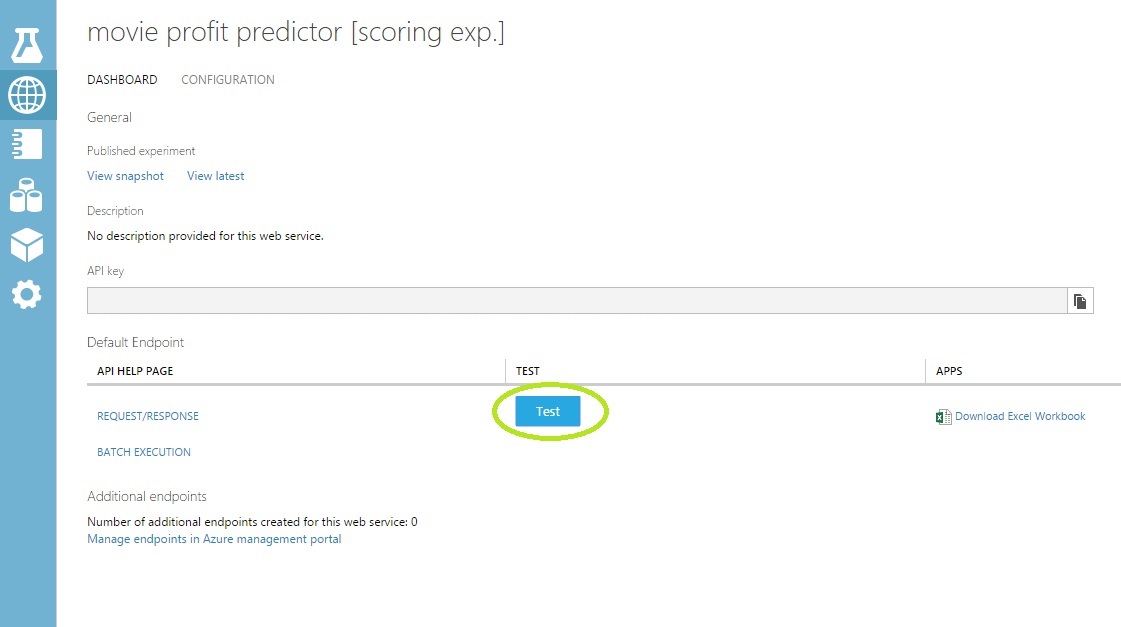 movie profit predictor [scoring exp.]
DASHBOARD CONFIGURATION
General
Published experiment
View snapshot View latest
Description
No description provided for this web service.
API key
Default Endpoint
API HELP PAGE TEST APPS
REQUEST/RESPONSE Test Download Excel Workbook
BATCH EXECUTION
Additional endpoints
Number of additional endpoints created for this web service: 0
Manage endpoints in Azure management portal